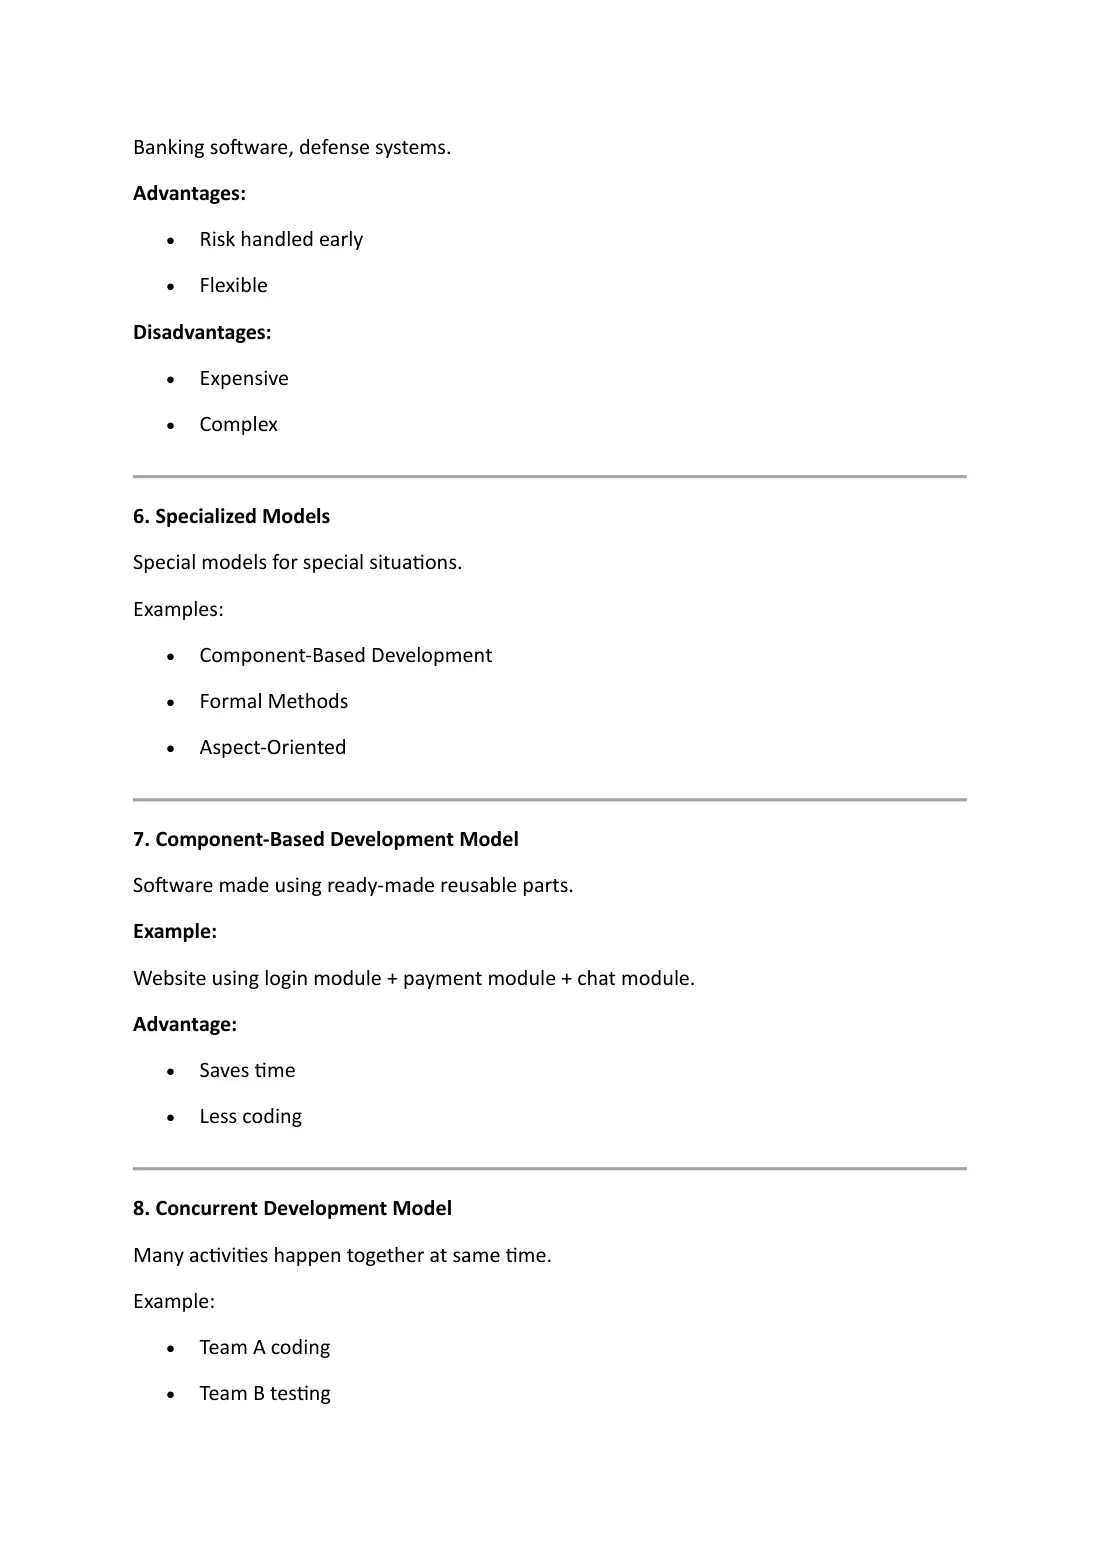 Banking software, defense systems.
Advantages:
• Risk handled early
• Flexible
Disadvantages:
• Expensive
• Complex
6. Specialized Models
Special models for special situations.
Examples:
• Component-Based Development
• Formal Methods
• Aspect-Oriented
7. Component-Based Development Model
Software made using ready-made reusable parts.
Example:
Website using login module + payment module + chat module.
Advantage:
• Saves time
• Less coding
8. Concurrent Development Model
Many activities happen together at same time.
Example:
• Team A coding
• Team B testing